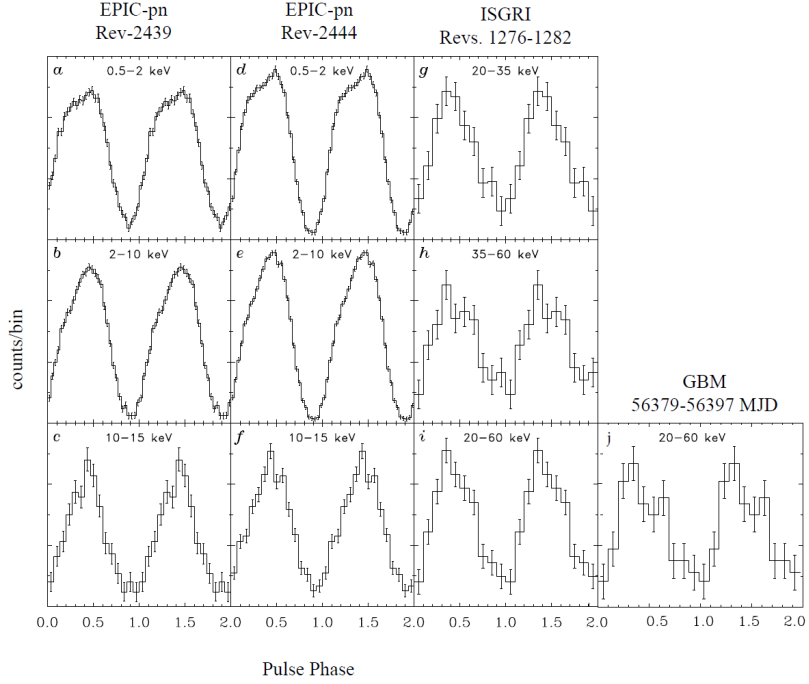 EPIC-pn
Rev-2439
EPIC-pn
Rev-2444
ISGRI
Revs. 1276-1282
a 0.5-2 keV
d 0.5-2 keV
g 20-35 keV
b 2-10 keV
e 2-10 keV
h 35-60 keV
counts/bin
GBM
56379-56397 MJD
c 10-15 keV
f 10-15 keV
i 20-60 keV
j 20-60 keV
0.0 0.5 1.0 1.5 2.0 0.5 1.0 1.5 2.0 0.5 1.0 1.5 2.0 0.5 1.0 1.5 2.0
Pulse Phase